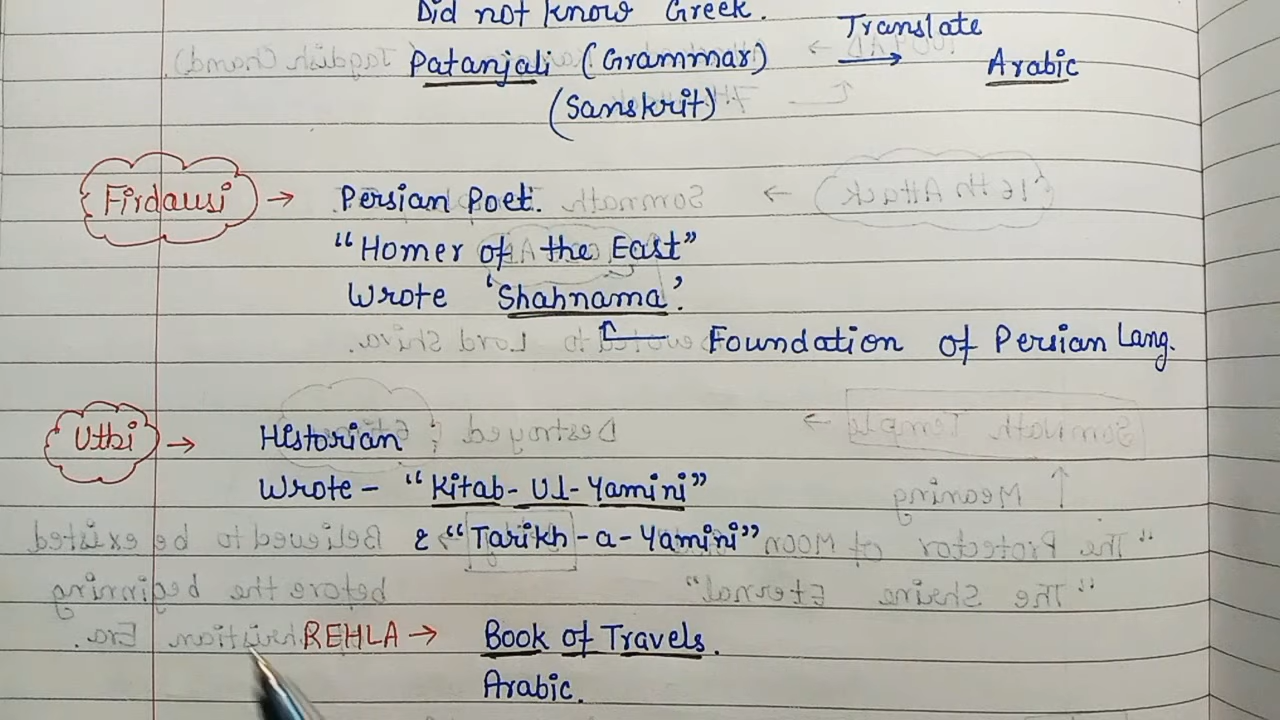 Did not know Greek.
Patanjali (Grammar) → Translate Arabic
(Sanskrit)
Firdausi → Persian Poet.
"Homer of the East"
Wrote 'Shahnama'.
Foundation of Persian Lang.
Utbi → Historian
Wrote - "Kitab-Ul-Yamini"
& "Tarikh-a-Yamini"
REHLA → Book of Travels.
Arabic.